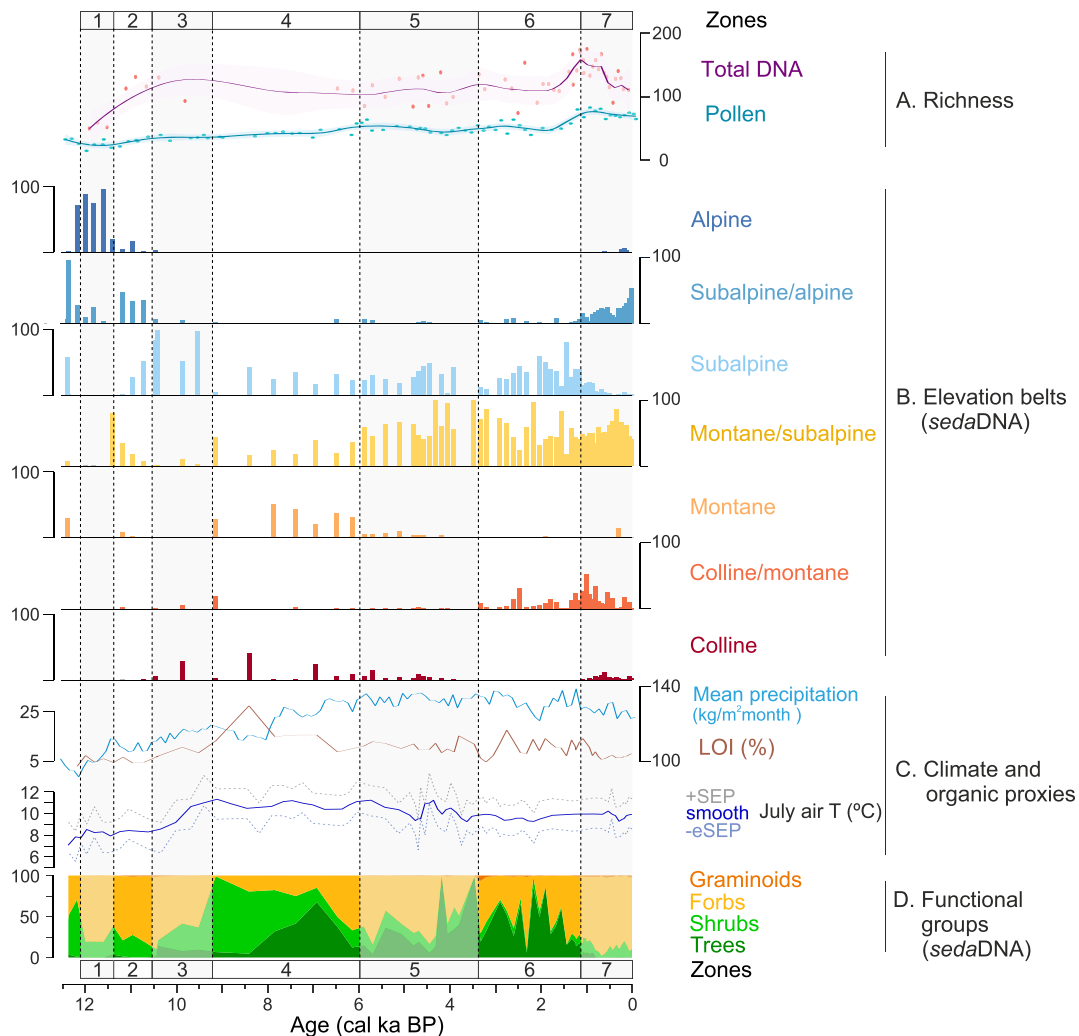 1 2 3 4 5 6 7 Zones
200
Total DNA
100
Pollen
0
A. Richness
100
Alpine
100
Subalpine/alpine
100
Subalpine
100
Montane/subalpine
B. Elevation belts
(sedaDNA)
100
Montane
100
Colline/montane
100
Colline
140
Mean precipitation
(kg/m²month )
25
LOI (%)
5
100
C. Climate and
organic proxies
12
10
8
6
+SEP
smooth July air T (ºC)
-eSEP
100
50
0
Graminoids
Forbs
Shrubs
Trees
D. Functional
groups
(sedaDNA)
1 2 3 4 5 6 7 Zones
12 10 8 6 4 2 0
Age (cal ka BP)